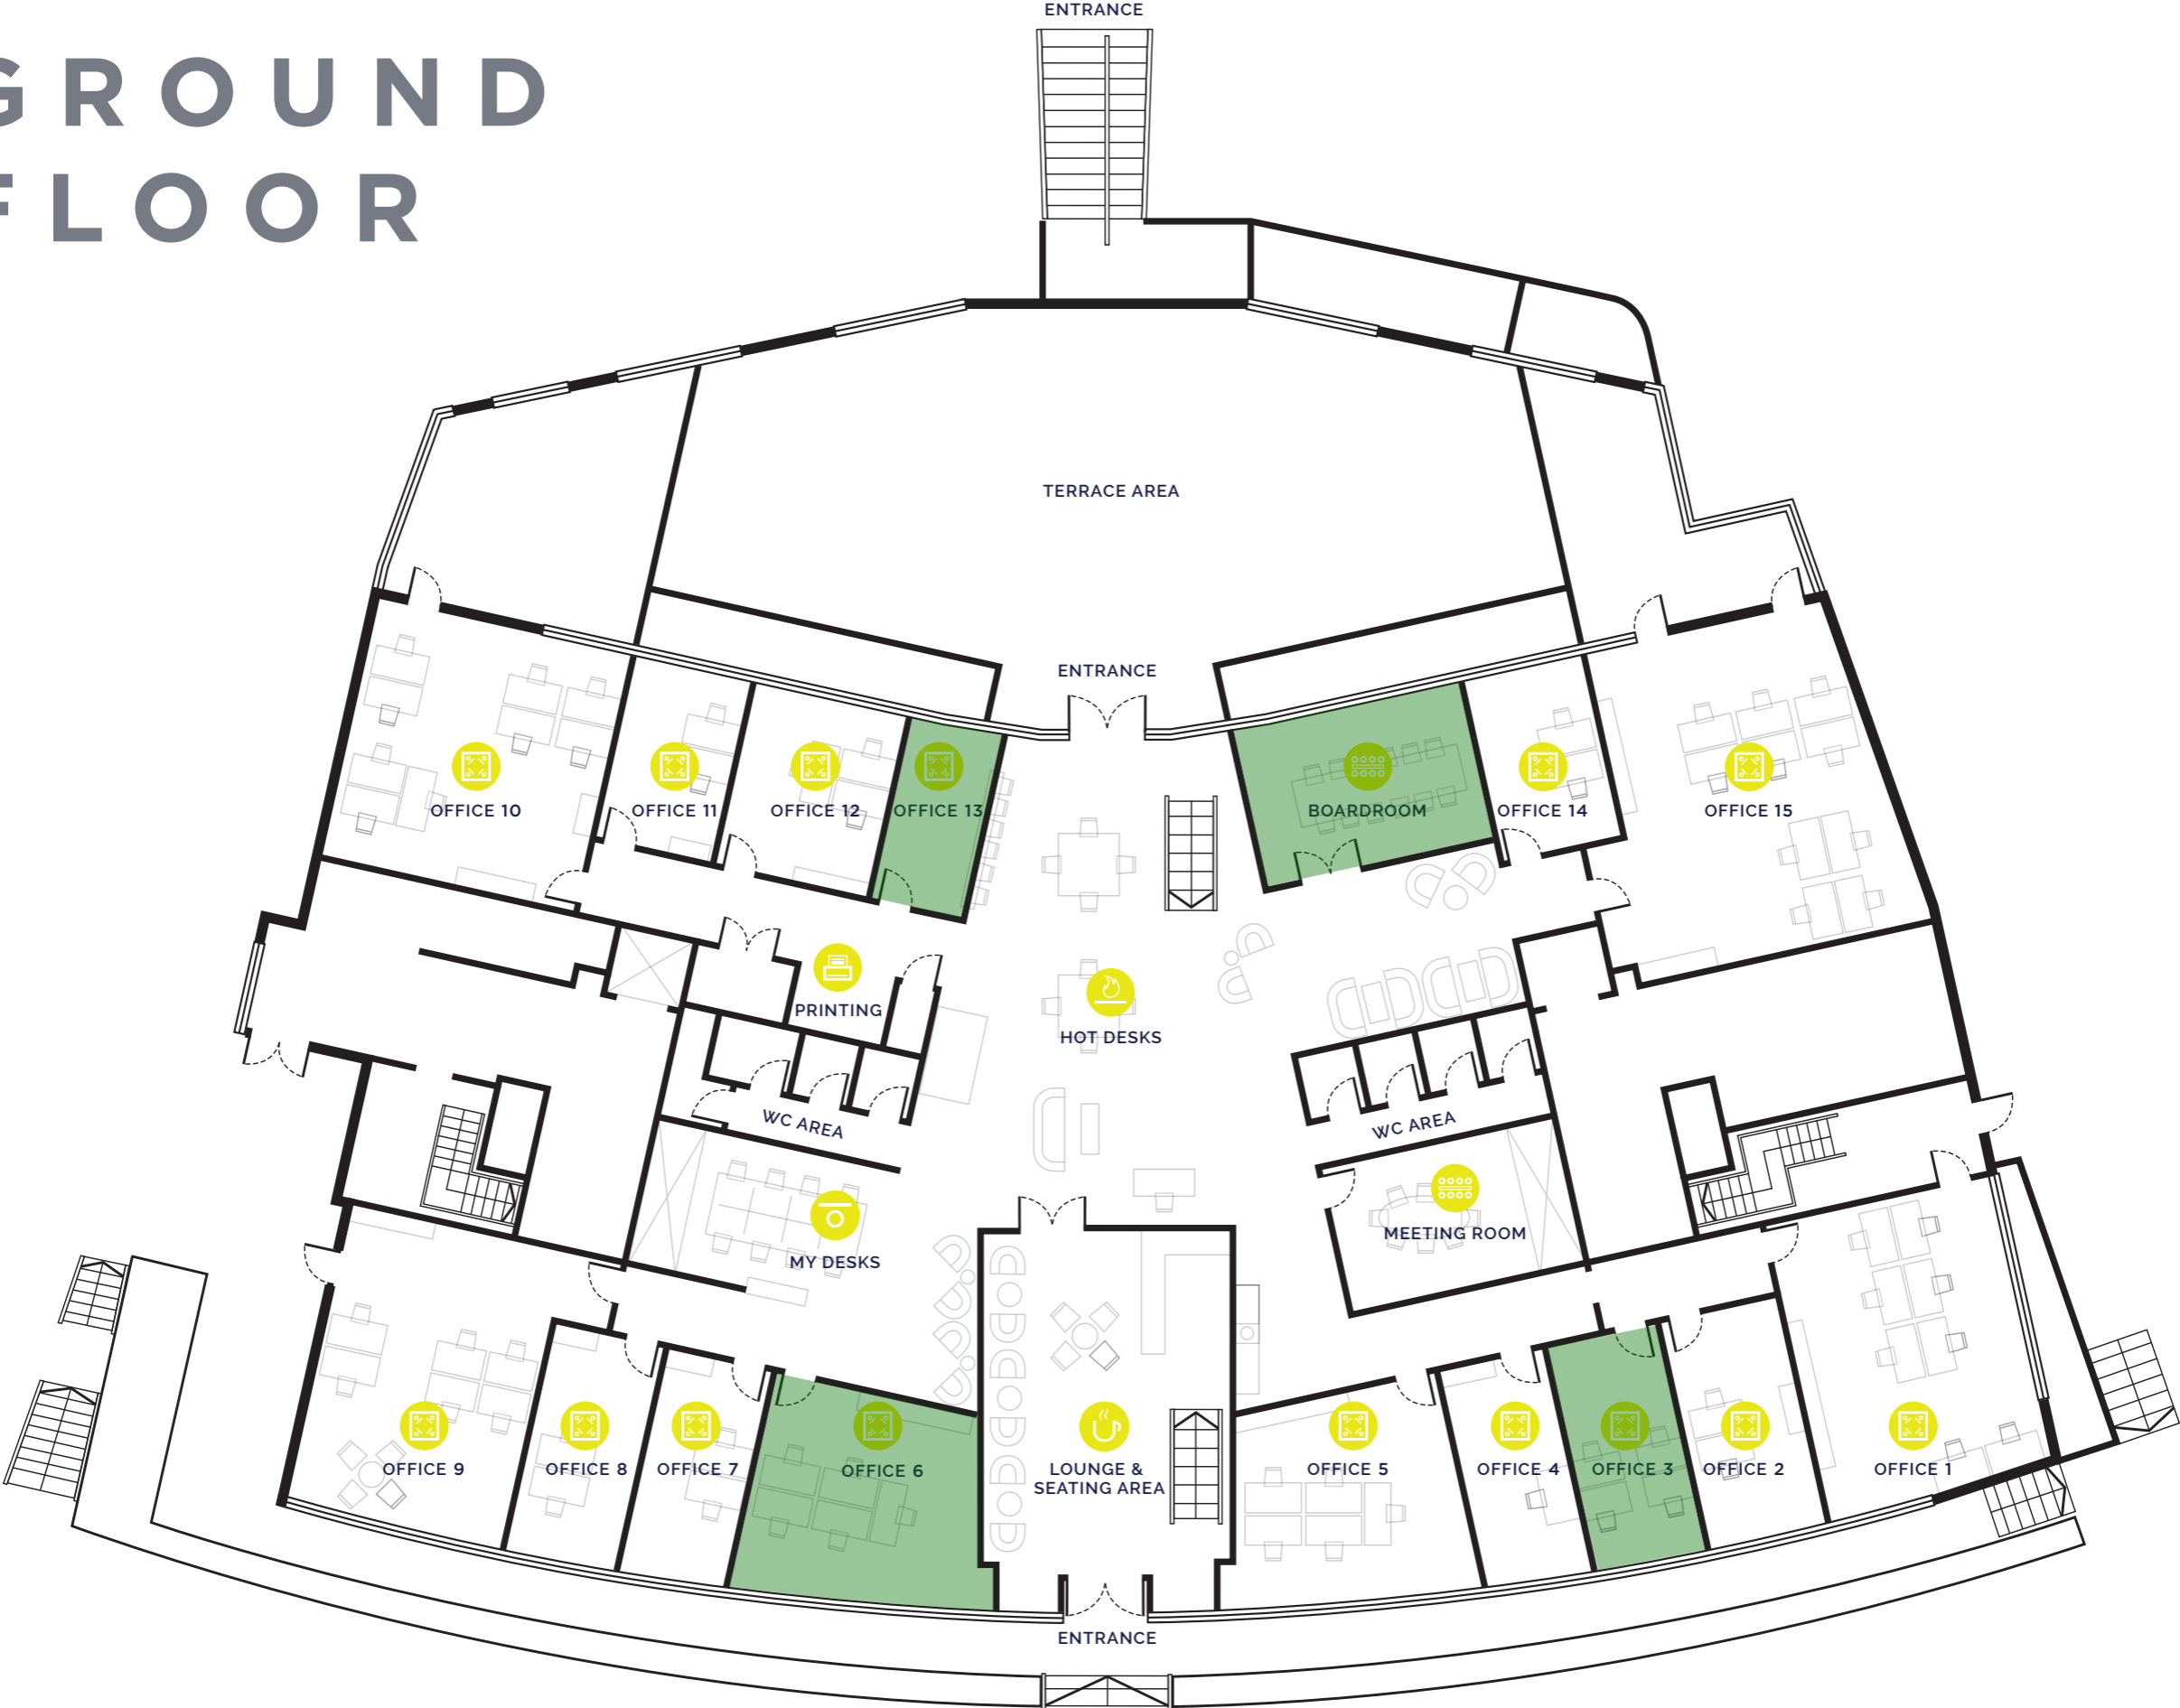 GROUND
FLOOR
ENTRANCE
TERRACE AREA
ENTRANCE
OFFICE 10
OFFICE 11
OFFICE 12
OFFICE 13
BOARDROOM
OFFICE 14
OFFICE 15
PRINTING
HOT DESKS
WC AREA
WC AREA
MY DESKS
MEETING ROOM
OFFICE 9
OFFICE 8
OFFICE 7
OFFICE 6
LOUNGE &
SEATING AREA
OFFICE 5
OFFICE 4
OFFICE 3
OFFICE 2
OFFICE 1
ENTRANCE